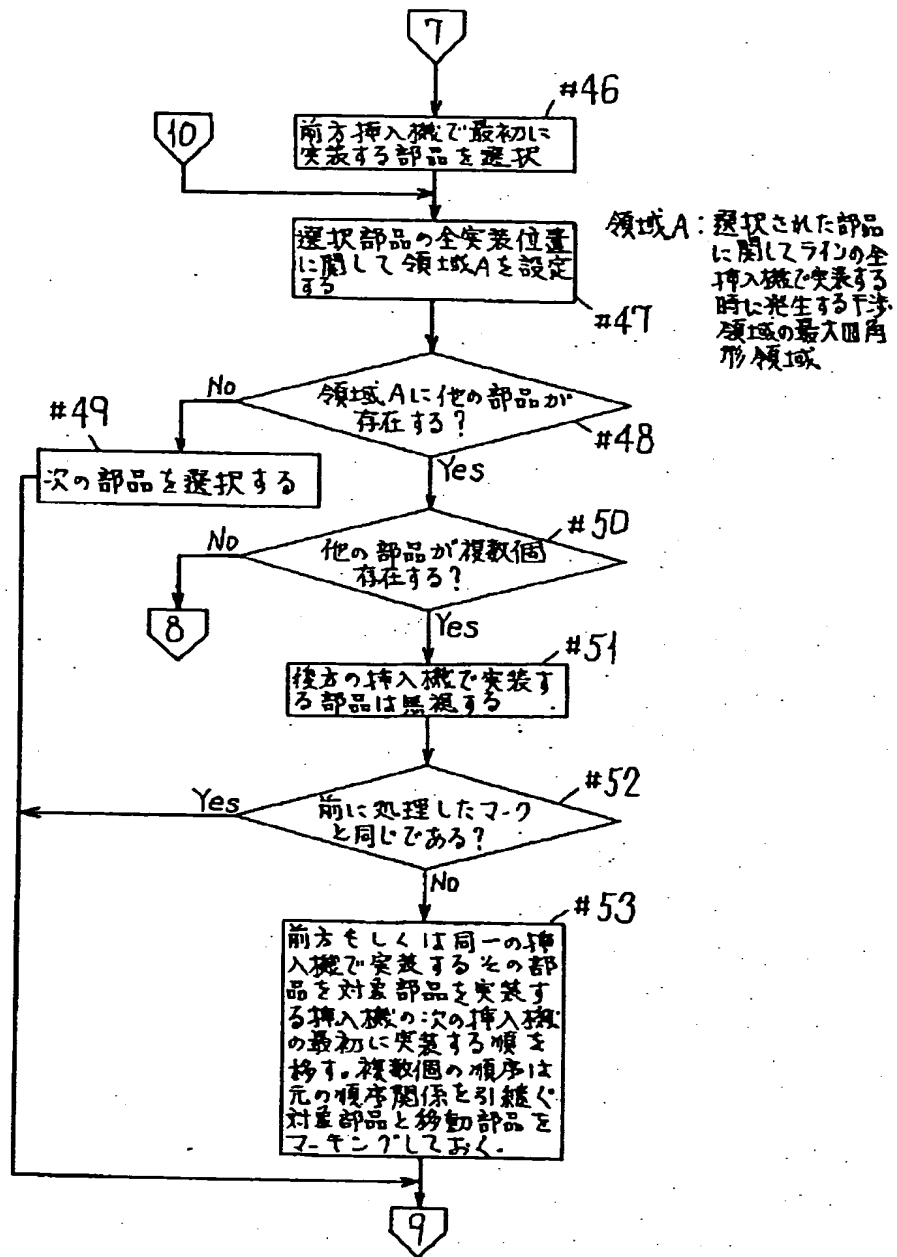 7
#46
10
前方挿入機で最初に
実装する部品を選択
選択部品の全実装位置
に関して領域Aを設定
する
#47
領域A:選択された部品
に関してラインの全
挿入機で実装する
時に発生する干渉
領域の最大四角
形領域
領域Aに他の部品が
存在する?
#48
No
Yes
#49
次の部品を選択する
#50
他の部品が複数個
存在する?
No
Yes
8
#51
後方の挿入機で実装す
る部品は無視する
#52
前に処理したマーク
と同じである?
Yes
No
#53
前方もしくは同一の挿
入機で実装するその部
品を対象部品を実装す
る挿入機の次の挿入機
の最初に実装する順を
移す。複数個の順序は
元の順序関係を引継ぐ
対象部品と移動部品を
マーキングしておく.
9